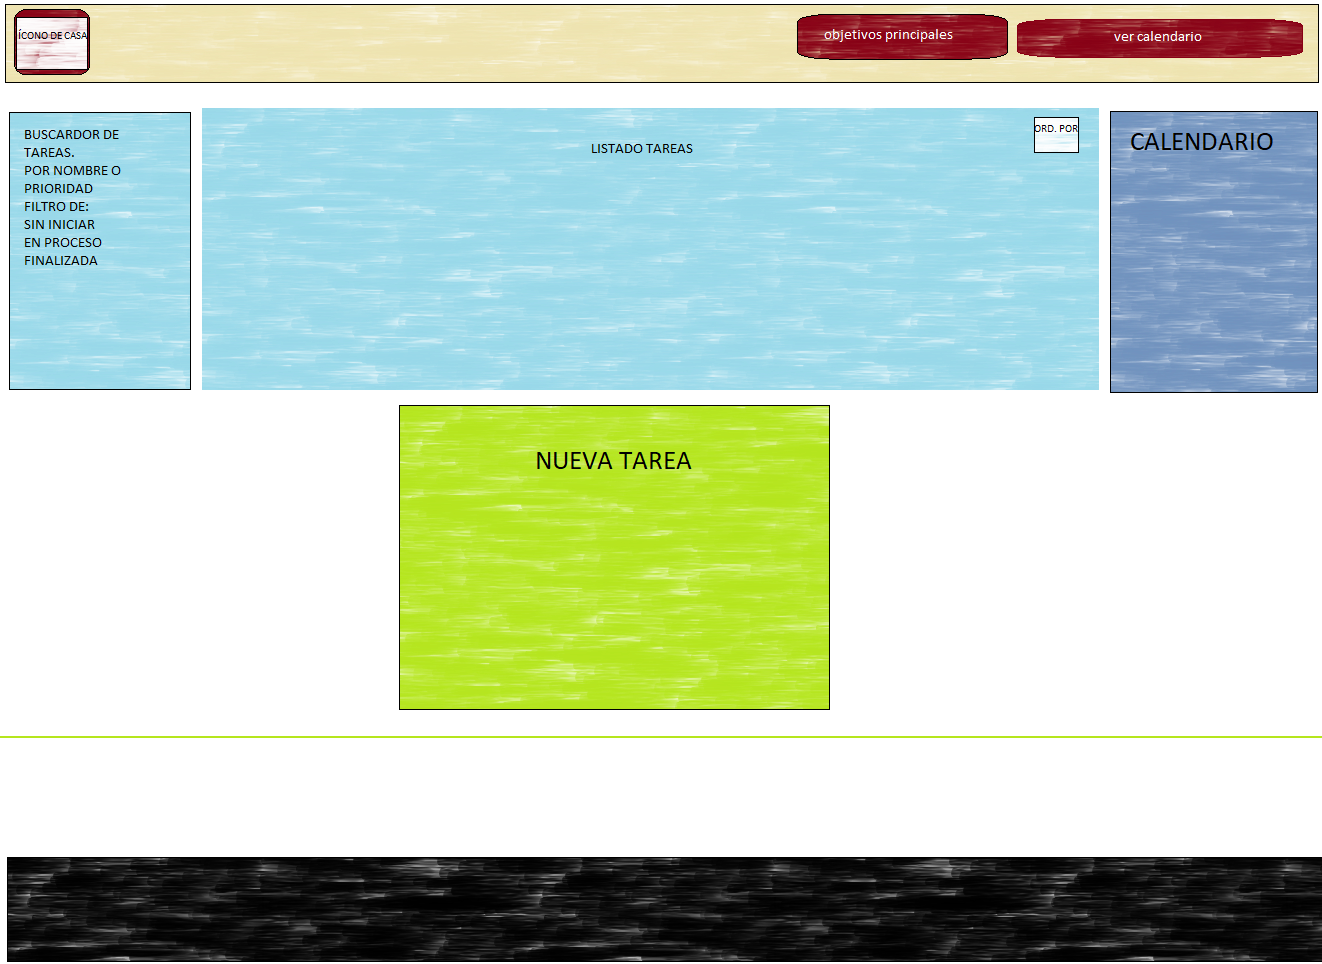 ÍCONO DE CASA
objetivos principales
ver calendario
BUSCARDOR DE
TAREAS.
POR NOMBRE O
PRIORIDAD
FILTRO DE:
SIN INICIAR
EN PROCESO
FINALIZADA
LISTADO TAREAS
ORD. POR
CALENDARIO
NUEVA TAREA